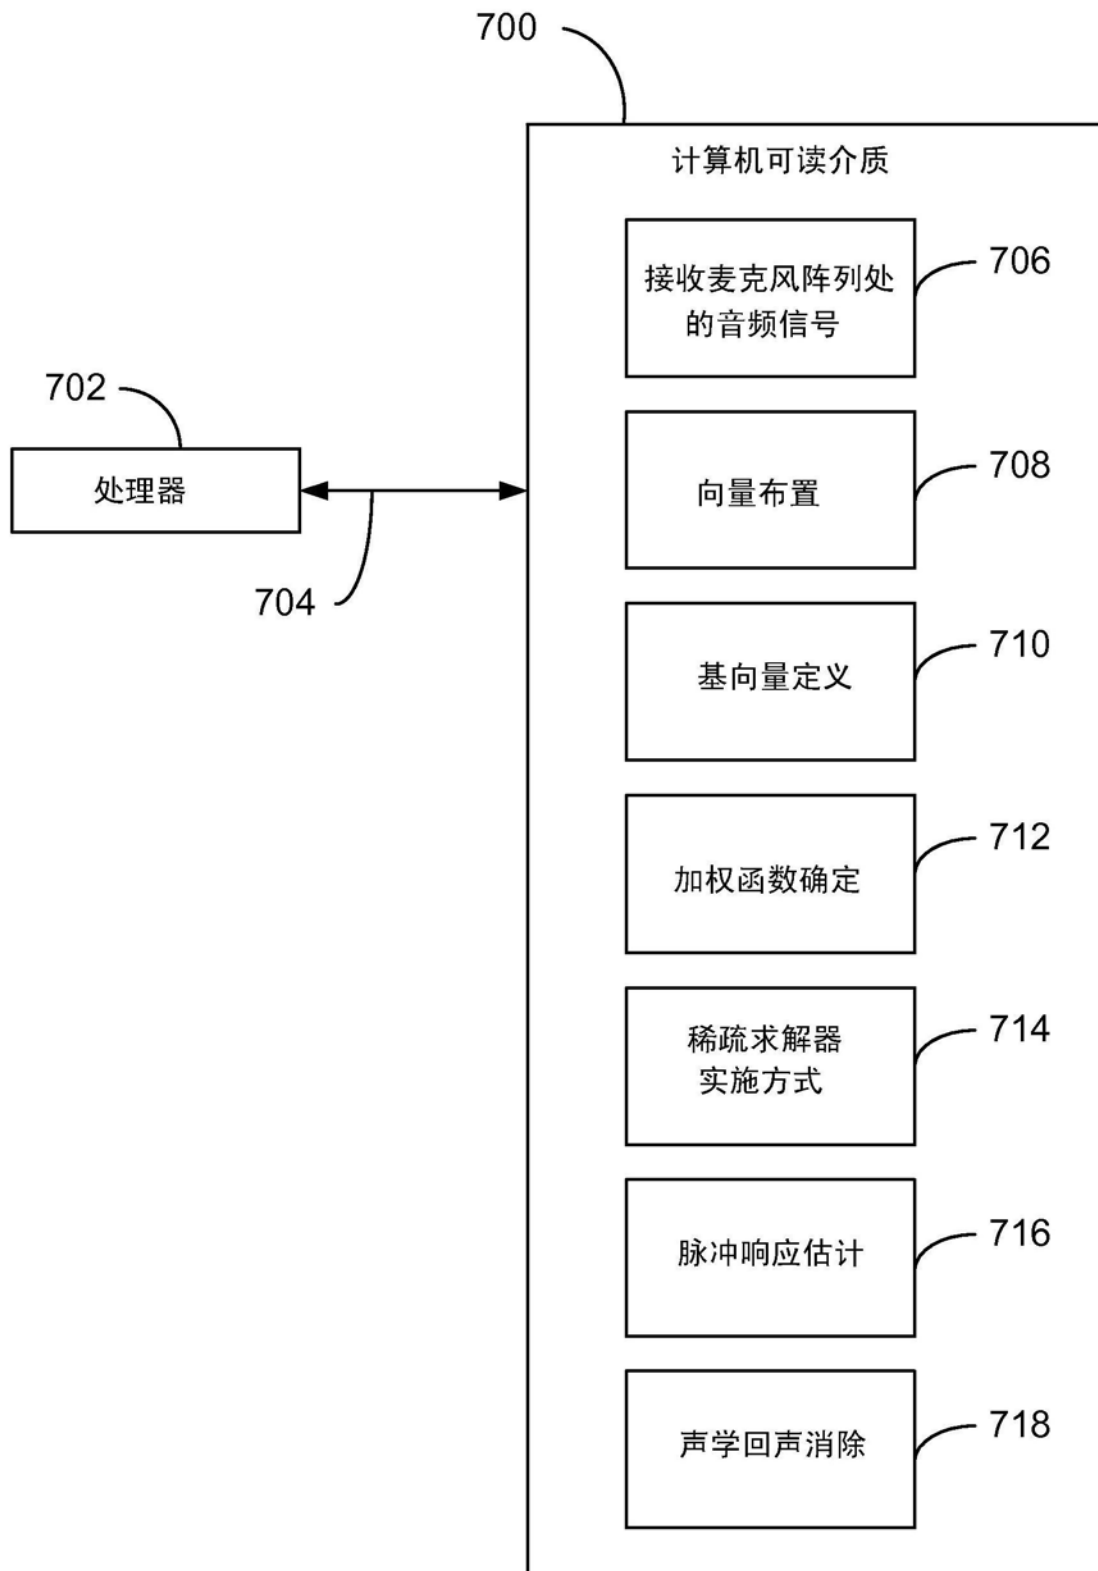 700
计算机可读介质
接收麦克风阵列处
的音频信号
706
702
处理器
704
向量布置
708
基向量定义
710
加权函数确定
712
稀疏求解器
实施方式
714
脉冲响应估计
716
声学回声消除
718